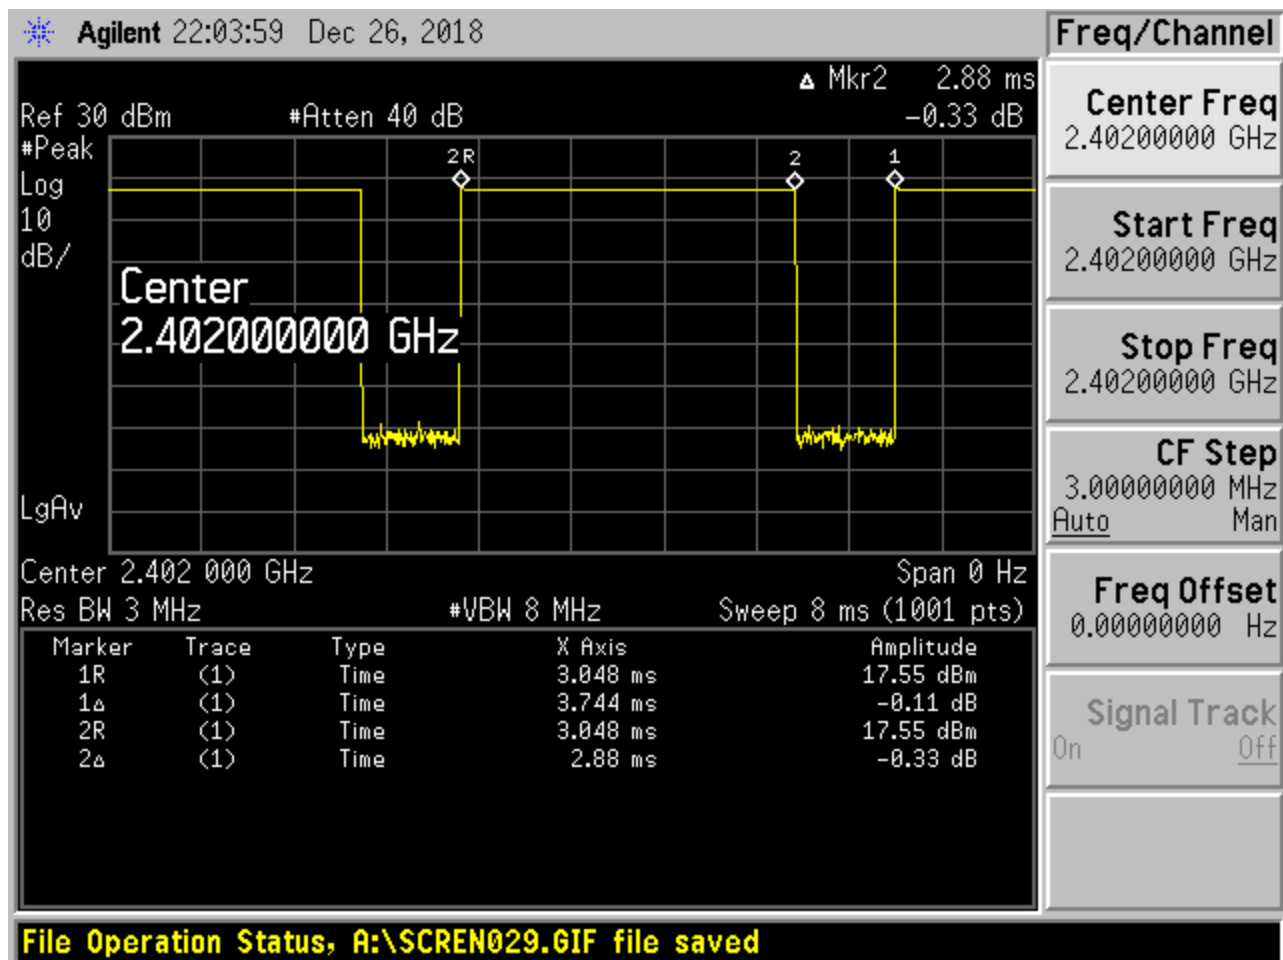 Agilent 22:03:59 Dec 26, 2018
Freq/Channel
△ Mkr2 2.88 ms
Ref 30 dBm #Atten 40 dB -0.33 dB
#Peak
Log
10
dB/
2R
2
1
Center
2.402000000 GHz
LgAv
Center 2.402 000 GHz Span 0 Hz
Res BW 3 MHz #VBW 8 MHz Sweep 8 ms (1001 pts)
Marker Trace Type X Axis Amplitude
1R (1) Time 3.048 ms 17.55 dBm
1△ (1) Time 3.744 ms -0.11 dB
2R (1) Time 3.048 ms 17.55 dBm
2△ (1) Time 2.88 ms -0.33 dB
Center Freq
2.40200000 GHz
Start Freq
2.40200000 GHz
Stop Freq
2.40200000 GHz
CF Step
3.00000000 MHz
Auto Man
Freq Offset
0.00000000 Hz
Signal Track
On Off
File Operation Status, A:\SCREN029.GIF file saved